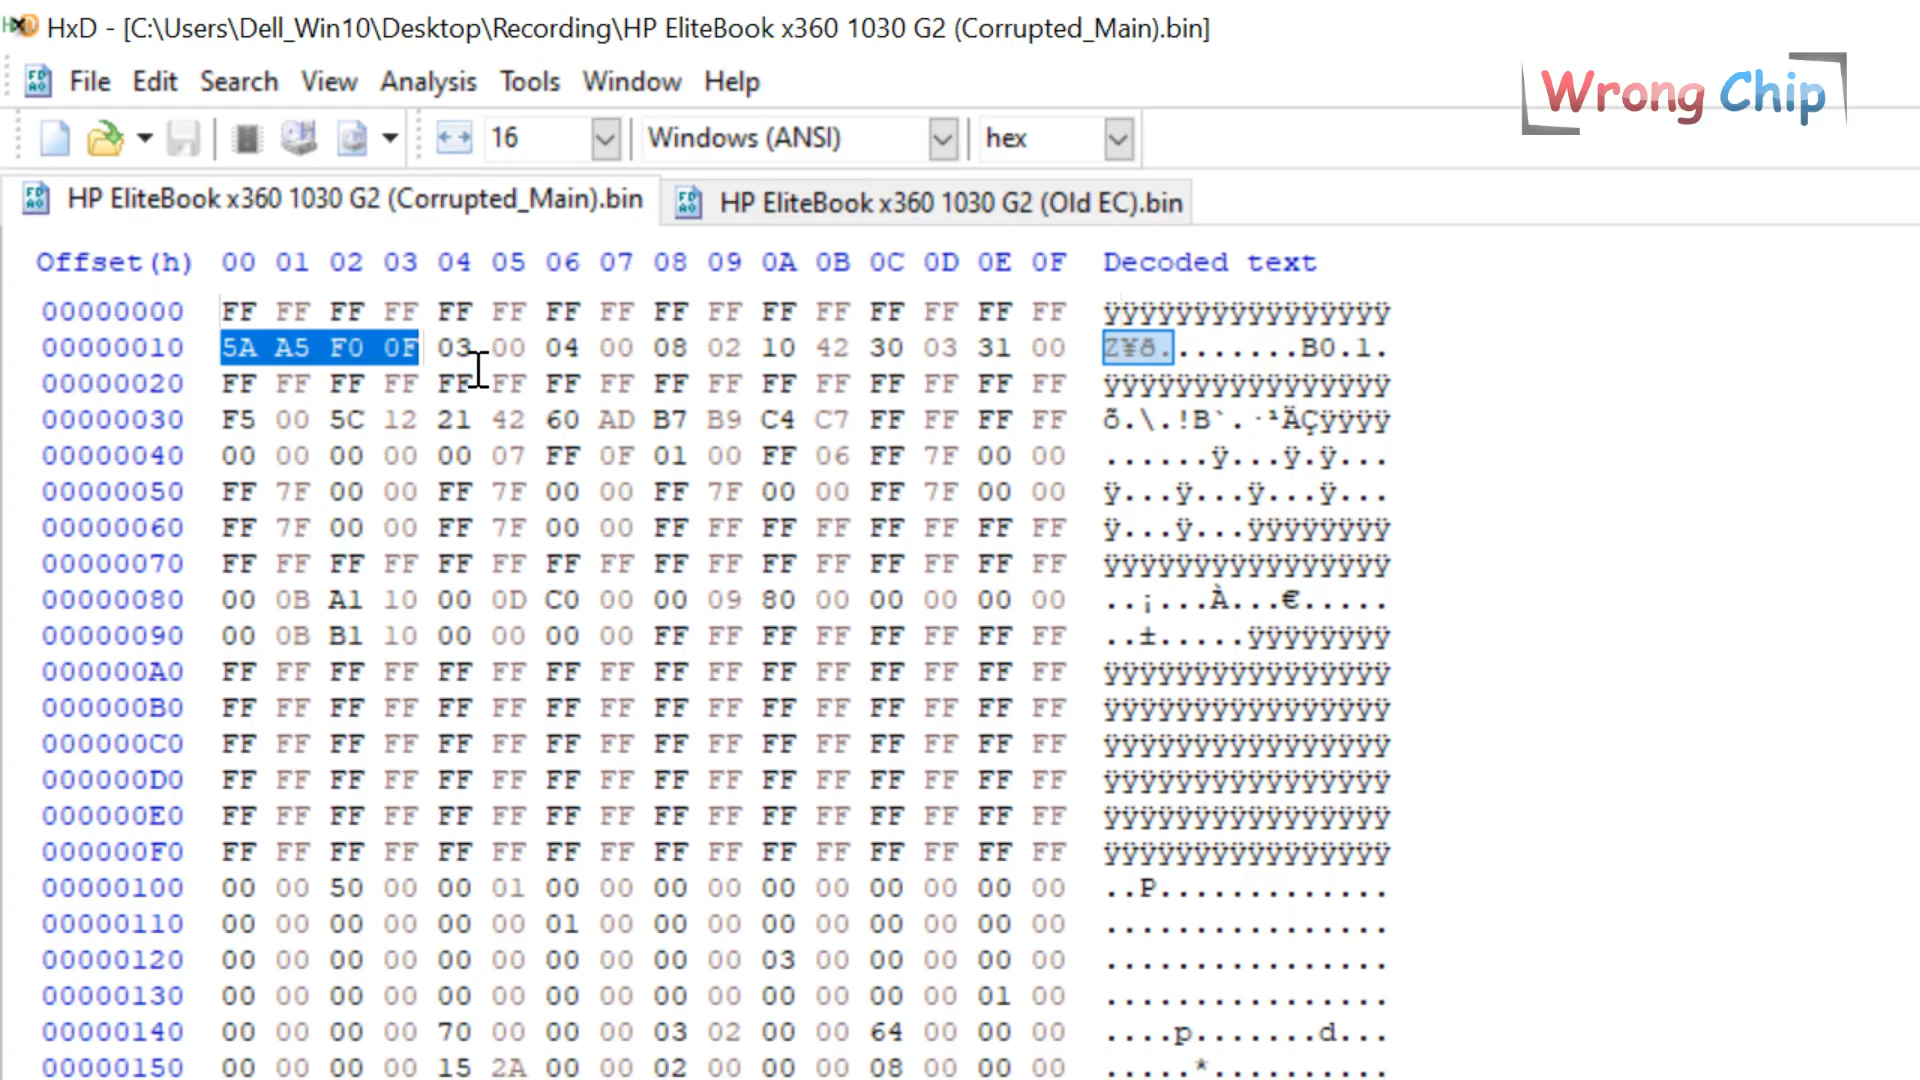 HxD - [C:\Users\Dell_Win10\Desktop\Recording\HP EliteBook x360 1030 G2 (Corrupted_Main).bin]
File Edit Search View Analysis Tools Window Help
Wrong Chip
16 Windows (ANSI) hex
HP EliteBook x360 1030 G2 (Corrupted_Main).bin HP EliteBook x360 1030 G2 (Old EC).bin
Offset(h) 00 01 02 03 04 05 06 07 08 09 0A 0B 0C 0D 0E 0F Decoded text
00000000 FF FF FF FF FF FF FF FF FF FF FF FF FF FF FF FF ÿÿÿÿÿÿÿÿÿÿÿÿÿÿÿÿ
00000010 5A A5 F0 0F 03 00 04 00 08 02 10 42 30 03 31 00 Z¥ð........B0.1.
00000020 FF FF FF FF FF FF FF FF FF FF FF FF FF FF FF FF ÿÿÿÿÿÿÿÿÿÿÿÿÿÿÿÿ
00000030 F5 00 5C 12 21 42 60 AD B7 B9 C4 C7 FF FF FF FF õ.\.!B`.·¹ÄÇÿÿÿÿ
00000040 00 00 00 00 00 07 FF 0F 01 00 FF 06 FF 7F 00 00 ......ÿ...ÿ.ÿ...
00000050 FF 7F 00 00 FF 7F 00 00 FF 7F 00 00 FF 7F 00 00 ÿ...ÿ...ÿ...ÿ...
00000060 FF 7F 00 00 FF 7F 00 00 FF FF FF FF FF FF FF FF ÿ...ÿ...ÿÿÿÿÿÿÿÿ
00000070 FF FF FF FF FF FF FF FF FF FF FF FF FF FF FF FF ÿÿÿÿÿÿÿÿÿÿÿÿÿÿÿÿ
00000080 00 0B A1 10 00 0D C0 00 00 09 80 00 00 00 00 00 ..¡...À...€.....
00000090 00 0B B1 10 00 00 00 00 FF FF FF FF FF FF FF FF ..±.....ÿÿÿÿÿÿÿÿ
000000A0 FF FF FF FF FF FF FF FF FF FF FF FF FF FF FF FF ÿÿÿÿÿÿÿÿÿÿÿÿÿÿÿÿ
000000B0 FF FF FF FF FF FF FF FF FF FF FF FF FF FF FF FF ÿÿÿÿÿÿÿÿÿÿÿÿÿÿÿÿ
000000C0 FF FF FF FF FF FF FF FF FF FF FF FF FF FF FF FF ÿÿÿÿÿÿÿÿÿÿÿÿÿÿÿÿ
000000D0 FF FF FF FF FF FF FF FF FF FF FF FF FF FF FF FF ÿÿÿÿÿÿÿÿÿÿÿÿÿÿÿÿ
000000E0 FF FF FF FF FF FF FF FF FF FF FF FF FF FF FF FF ÿÿÿÿÿÿÿÿÿÿÿÿÿÿÿÿ
000000F0 FF FF FF FF FF FF FF FF FF FF FF FF FF FF FF FF ÿÿÿÿÿÿÿÿÿÿÿÿÿÿÿÿ
00000100 00 00 50 00 00 01 00 00 00 00 00 00 00 00 00 00 ..P.............
00000110 00 00 00 00 00 00 01 00 00 00 00 00 00 00 00 00 ................
00000120 00 00 00 00 00 00 00 00 00 00 03 00 00 00 00 00 ................
00000130 00 00 00 00 00 00 00 00 00 00 00 00 00 00 01 00 ................
00000140 00 00 00 00 70 00 00 00 03 02 00 00 64 00 00 00 ....p.......d...
00000150 00 00 00 00 15 2A 00 00 02 00 00 00 08 00 00 00 .....*..........